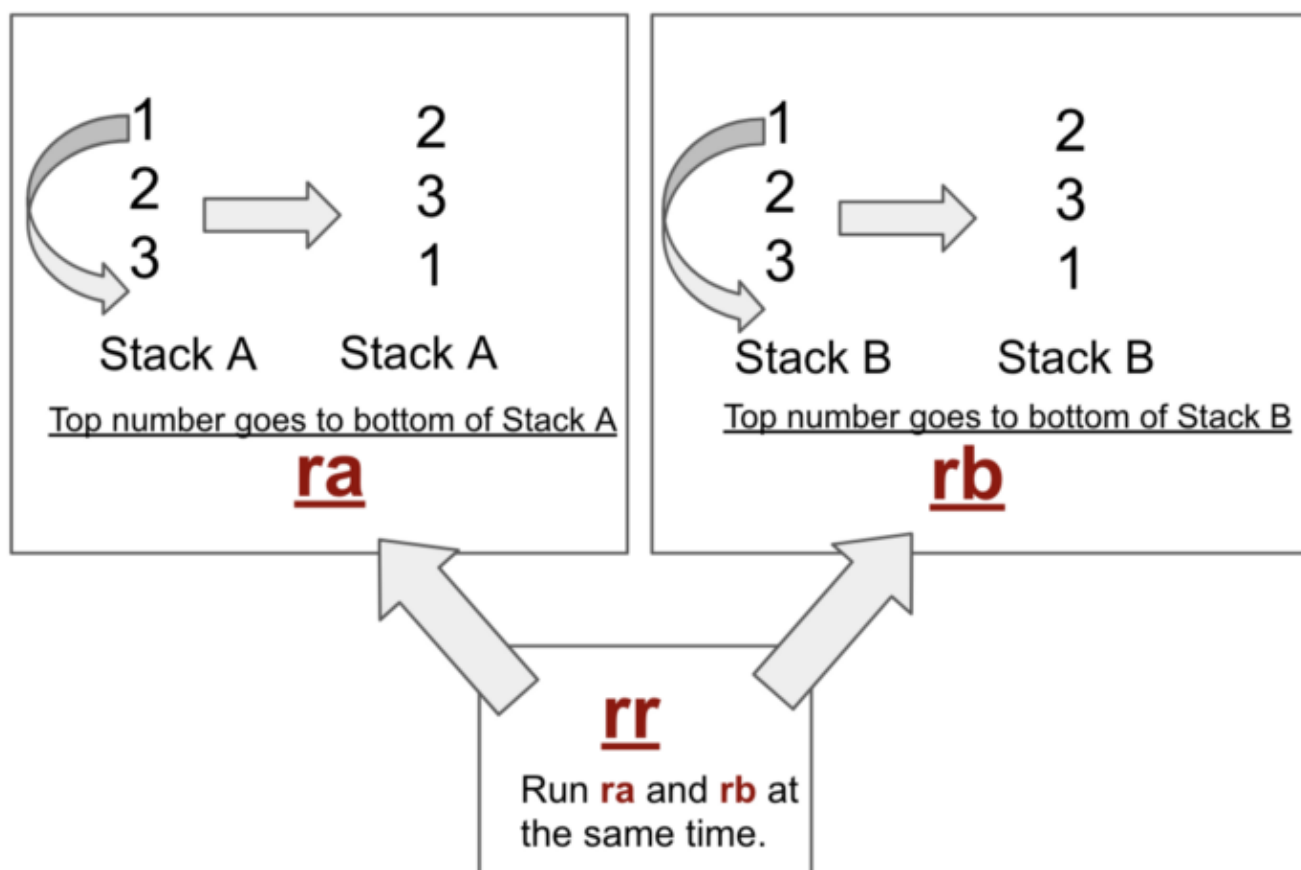 1 2
2 3
3 1
Stack A Stack A
Top number goes to bottom of Stack A
ra
1 2
2 3
3 1
Stack B Stack B
Top number goes to bottom of Stack B
rb
rr
Run ra and rb at
the same time.